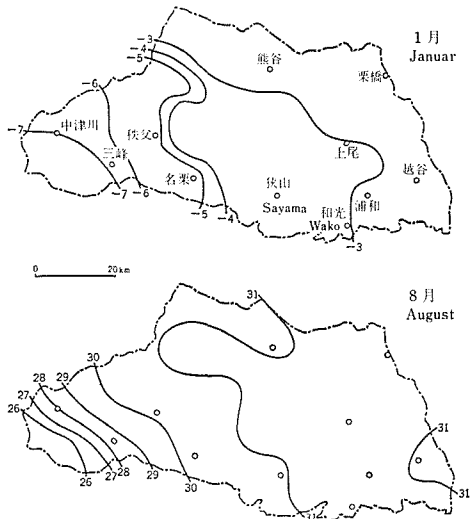 1月
Januar
-3
-4
-5
-6
熊谷
栗橋
-7
中津川
秩父
三峰
上尾
名栗
越谷
狭山
Sayama
浦和
和光
Wako
-7
-6
-5
-4
-3
0 20km
8月
August
31
30
29
28
27
26
31
26
27
28
29
30
31
31